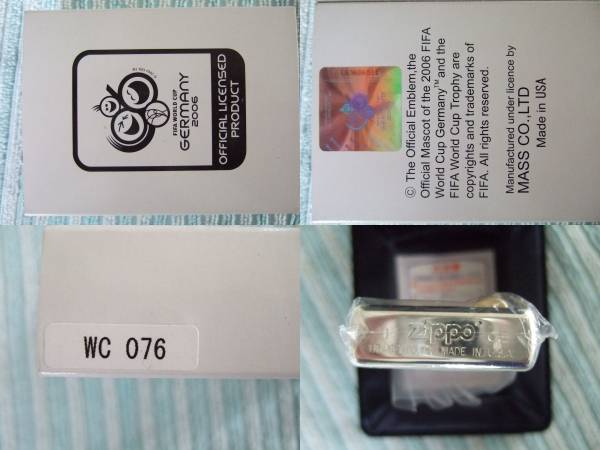 FIFA WORLD CUP
GERMANY
2006
OFFICIAL LICENSED
PRODUCT
© The Official Emblem,the
Official Mascot of the 2006 FIFA
World Cup Germany™ and the
FIFA World Cup Trophy are
copyrights and trademarks of
FIFA. All rights reserved.
Manufactured under licence by
MASS CO.,LTD
Made in USA
WC 076
Zippo
MADE IN U.S.A.